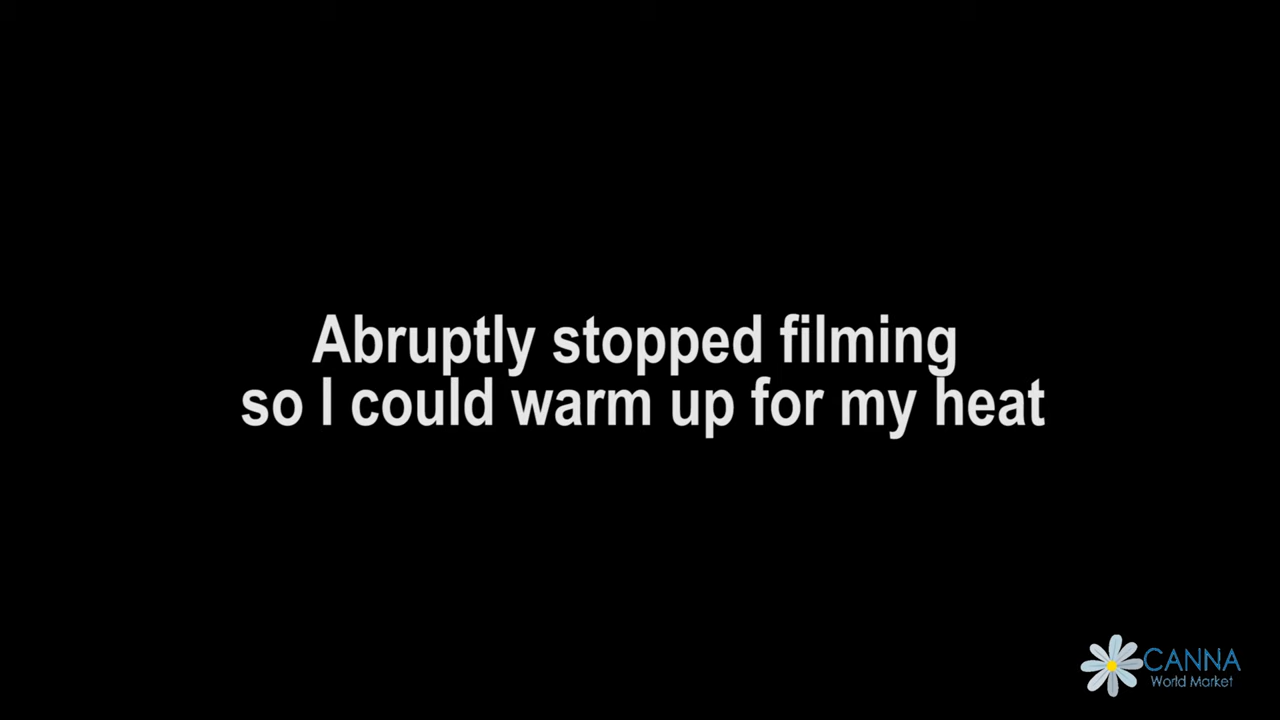 Abruptly stopped filming
so I could warm up for my heat
CANNA
World Market